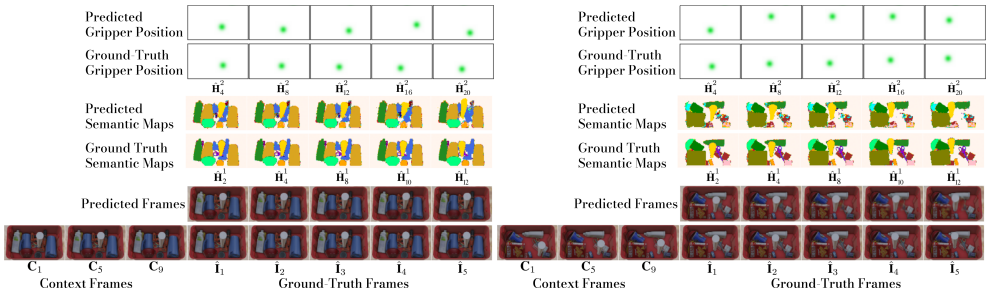 Predicted
Gripper Position
Ground-Truth
Gripper Position
Ĥ²₄ Ĥ²₈ Ĥ²₁₂ Ĥ²₁₆ Ĥ²₂₀
Predicted
Semantic Maps
Ground Truth
Semantic Maps
Ĥ¹₂ Ĥ¹₄ Ĥ¹₈ Ĥ¹₁₀ Ĥ¹₁₂
Predicted Frames
C₁ C₅ C₉ Î₁ Î₂ Î₃ Î₄ Î₅
Context Frames Ground-Truth Frames
Predicted
Gripper Position
Ground-Truth
Gripper Position
Ĥ²₄ Ĥ²₈ Ĥ²₁₂ Ĥ²₁₆ Ĥ²₂₀
Predicted
Semantic Maps
Ground Truth
Semantic Maps
Ĥ¹₂ Ĥ¹₄ Ĥ¹₈ Ĥ¹₁₀ Ĥ¹₁₂
Predicted Frames
C₁ C₅ C₉ Î₁ Î₂ Î₃ Î₄ Î₅
Context Frames Ground-Truth Frames